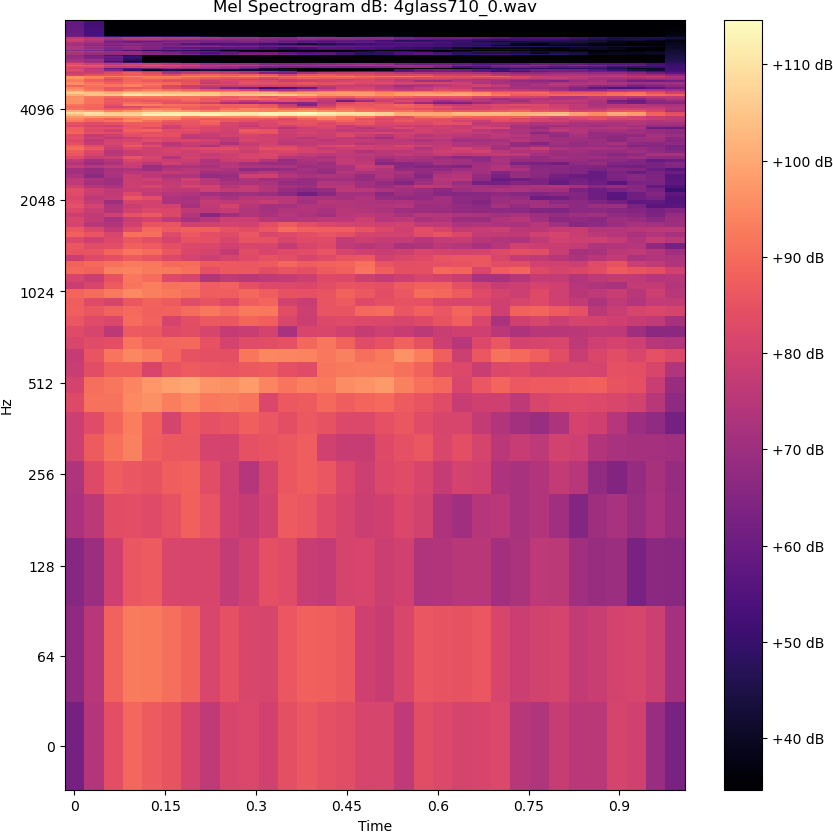 Mel Spectrogram dB: 4glass710_0.wav
+110 dB
4096
+100 dB
2048
+90 dB
1024
+80 dB
512
Hz
+70 dB
256
+60 dB
128
+50 dB
64
+40 dB
0
0 0.15 0.3 0.45 0.6 0.75 0.9
Time